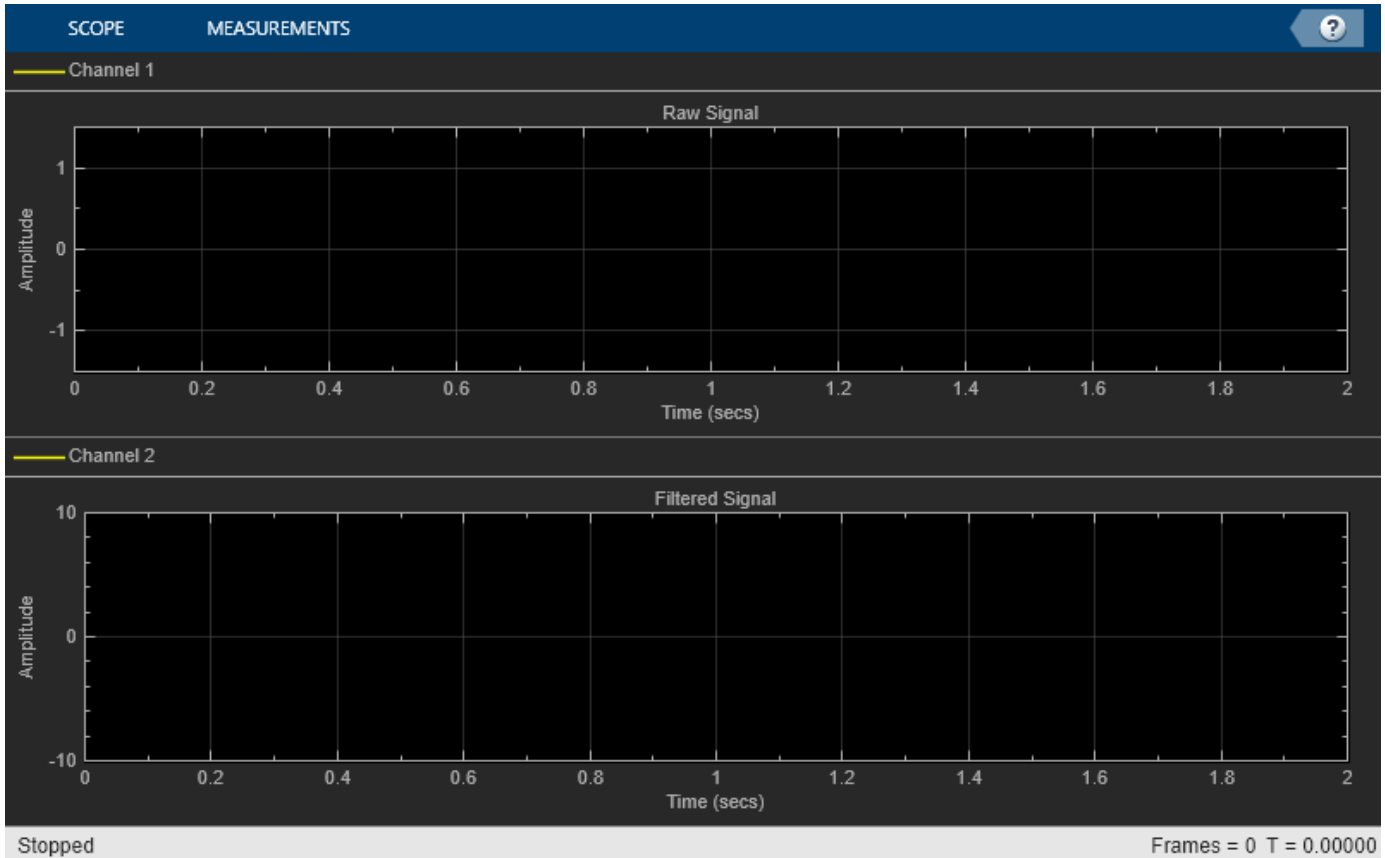 SCOPE MEASUREMENTS ?
Channel 1
Raw Signal
Amplitude
1
0
-1
0 0.2 0.4 0.6 0.8 1 1.2 1.4 1.6 1.8 2
Time (secs)
Channel 2
Filtered Signal
Amplitude
10
0
-10
0 0.2 0.4 0.6 0.8 1 1.2 1.4 1.6 1.8 2
Time (secs)
Stopped Frames = 0 T = 0.00000